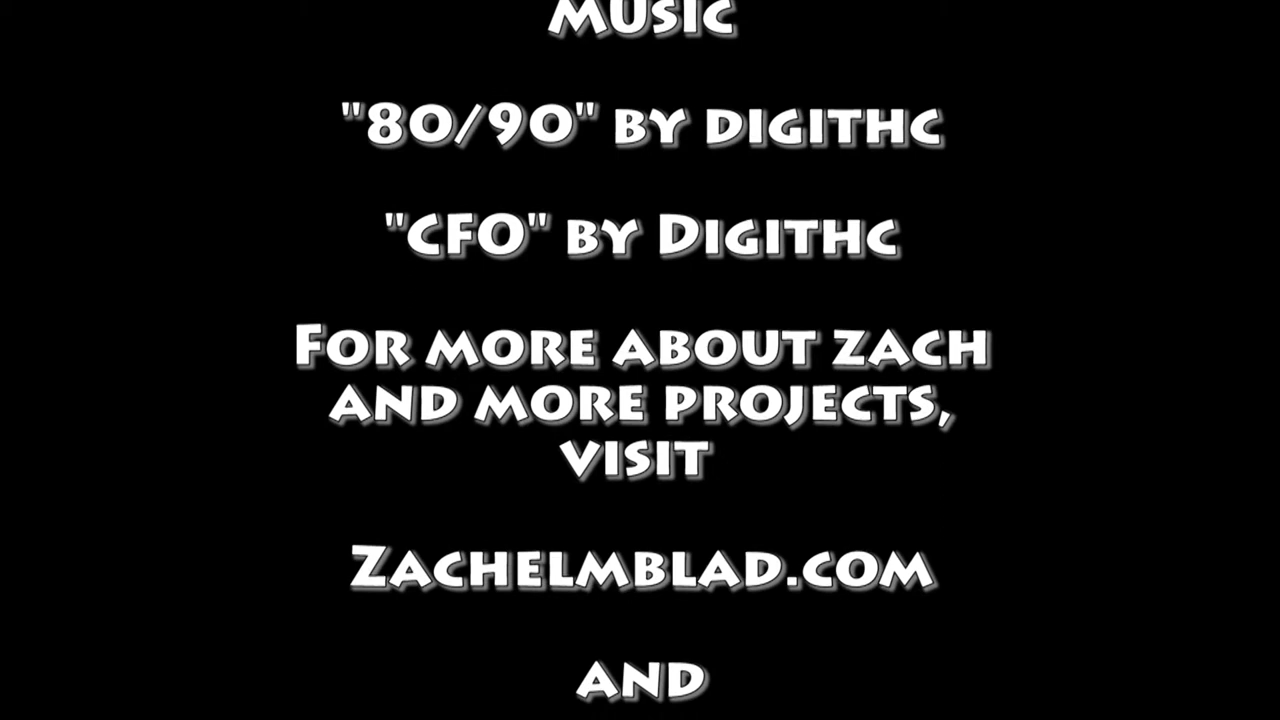 Music
"80/90" by digithc
"CFO" by Digithc
For more about zach
and more projects,
visit
Zachelmblad.com
and